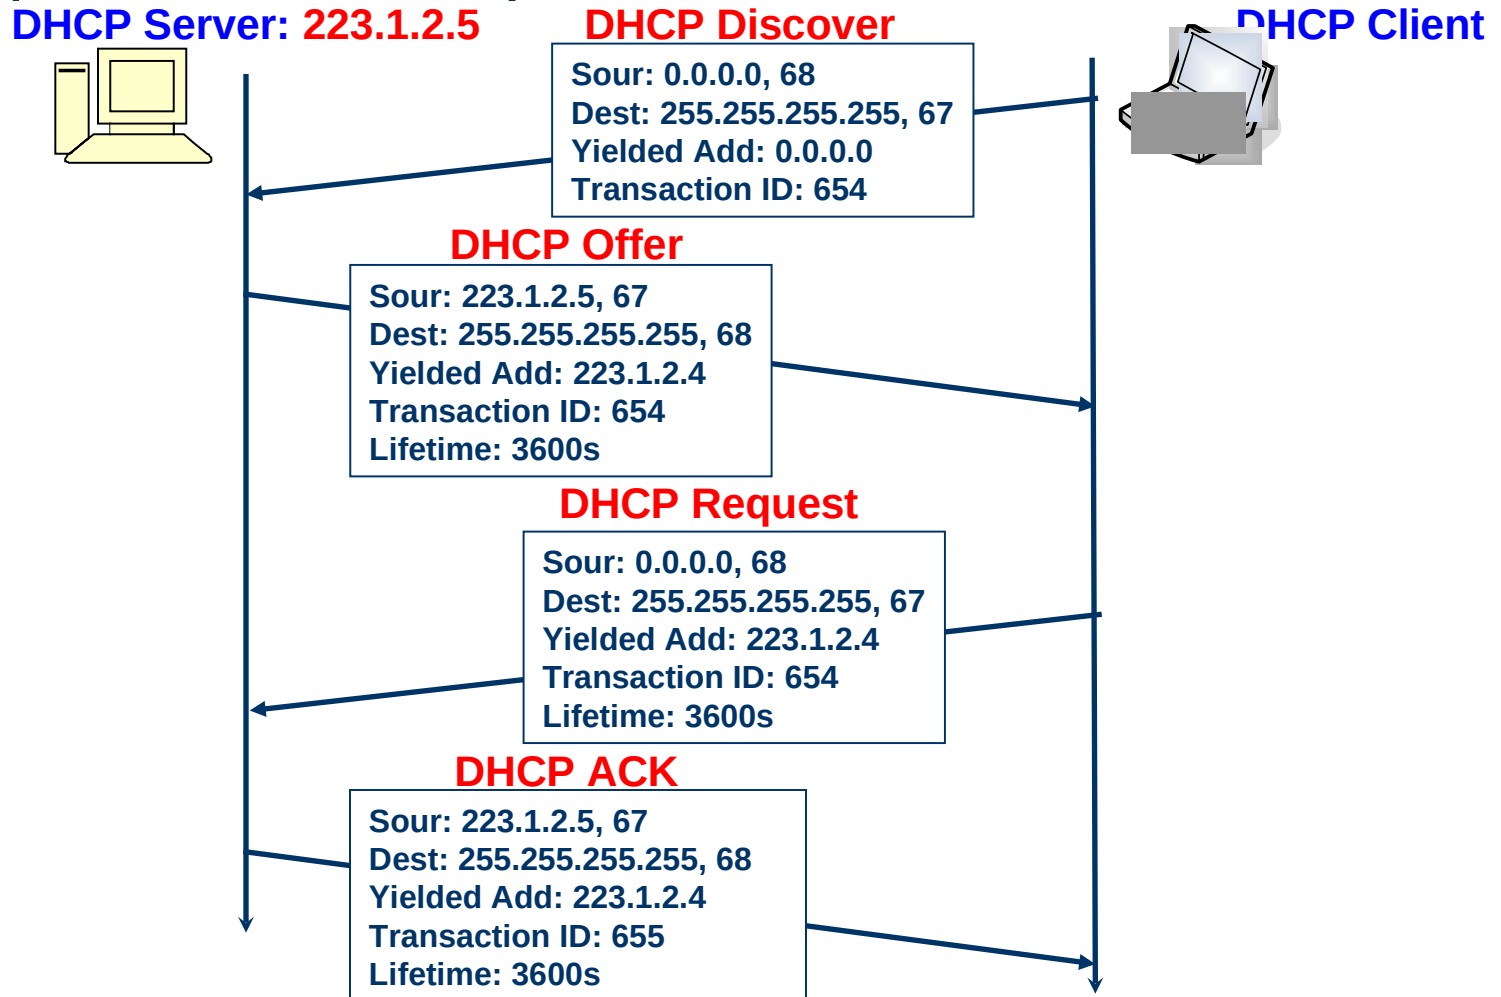 DHCP Server: 223.1.2.5
DHCP Discover
DHCP Client
Sour: 0.0.0.0, 68
Dest: 255.255.255.255, 67
Yielded Add: 0.0.0.0
Transaction ID: 654
DHCP Offer
Sour: 223.1.2.5, 67
Dest: 255.255.255.255, 68
Yielded Add: 223.1.2.4
Transaction ID: 654
Lifetime: 3600s
DHCP Request
Sour: 0.0.0.0, 68
Dest: 255.255.255.255, 67
Yielded Add: 223.1.2.4
Transaction ID: 654
Lifetime: 3600s
DHCP ACK
Sour: 223.1.2.5, 67
Dest: 255.255.255.255, 68
Yielded Add: 223.1.2.4
Transaction ID: 655
Lifetime: 3600s